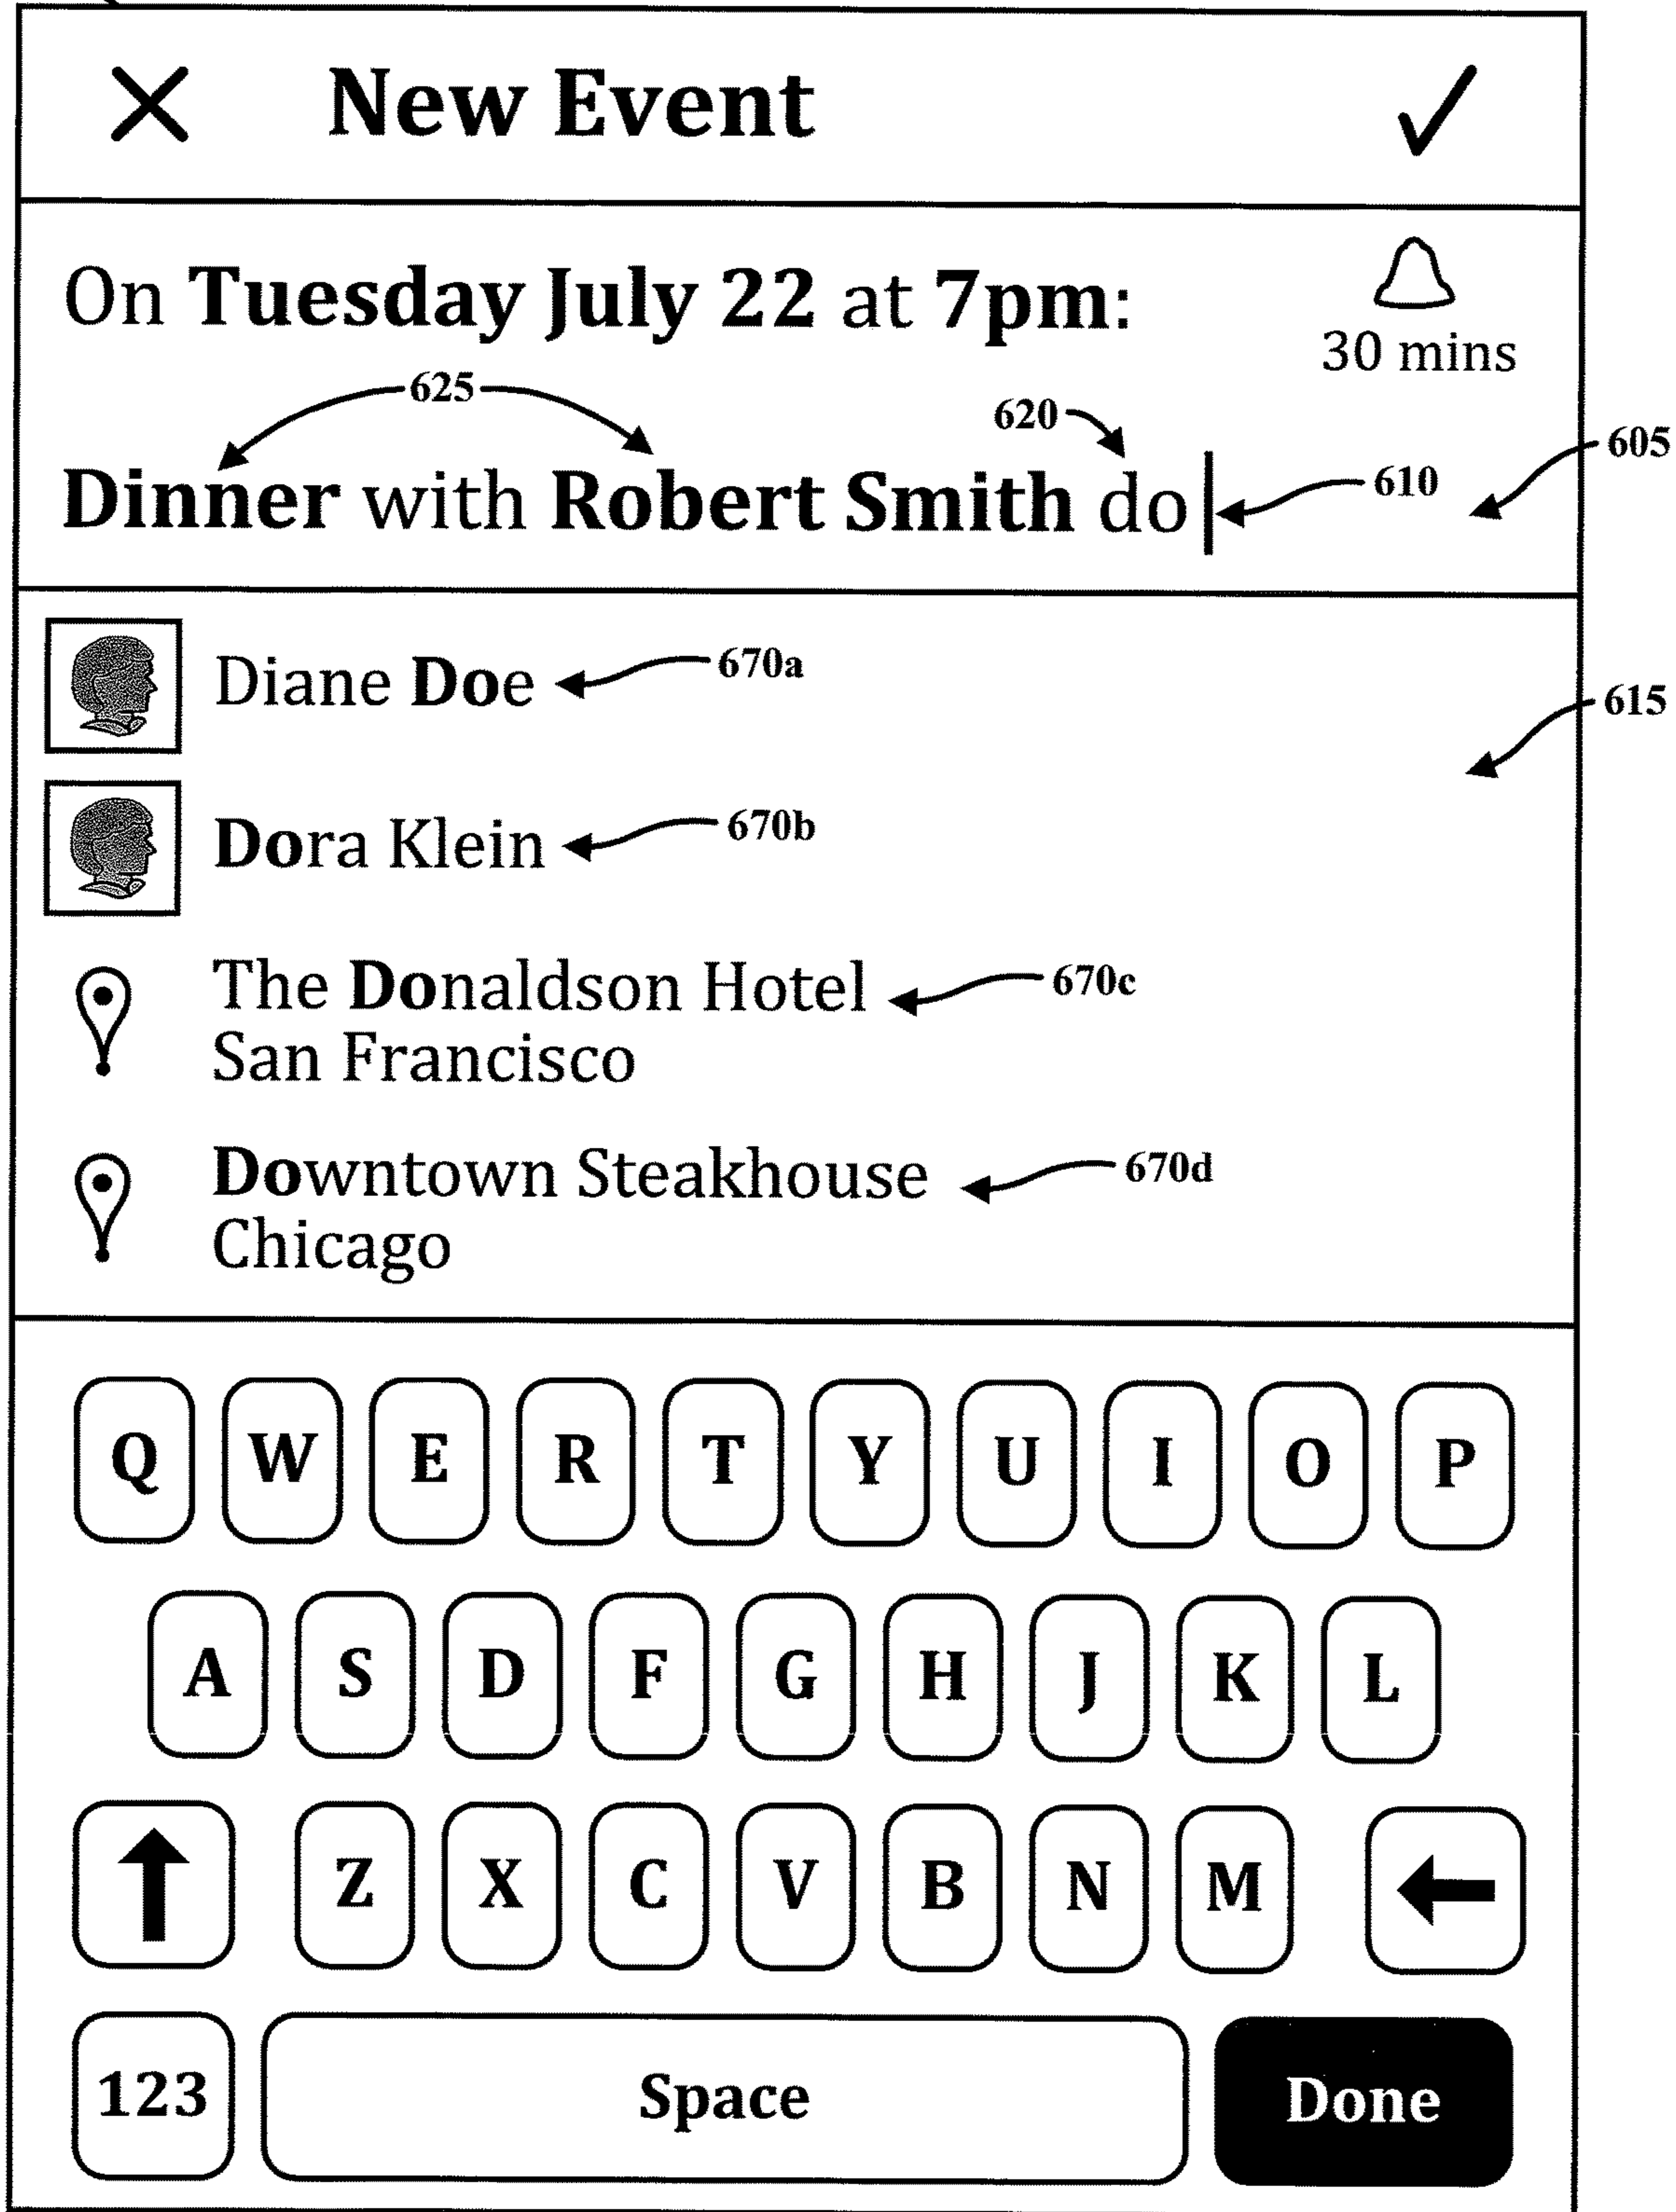 New Event
On Tuesday July 22 at 7pm:
30 mins
625
620
605
Dinner with Robert Smith do
610
Diane Doe
670a
615
Dora Klein
670b
The Donaldson Hotel
670c
San Francisco
Downtown Steakhouse
670d
Chicago
Q W E R T Y U I O P
A S D F G H J K L
Z X C V B N M
123 Space Done